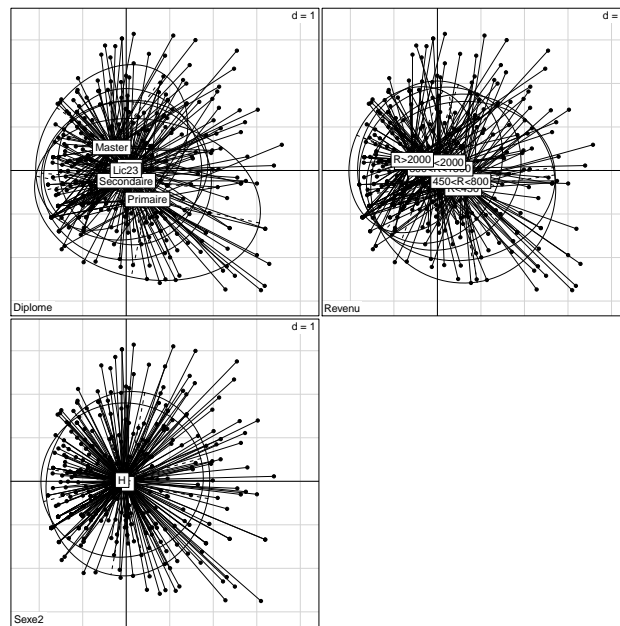 d = 1
Master
Lic23
Secondaire
Primaire
Diplome
d =
R>2000
<2000
450<R<800
Revenu
d = 1
H
Sexe2